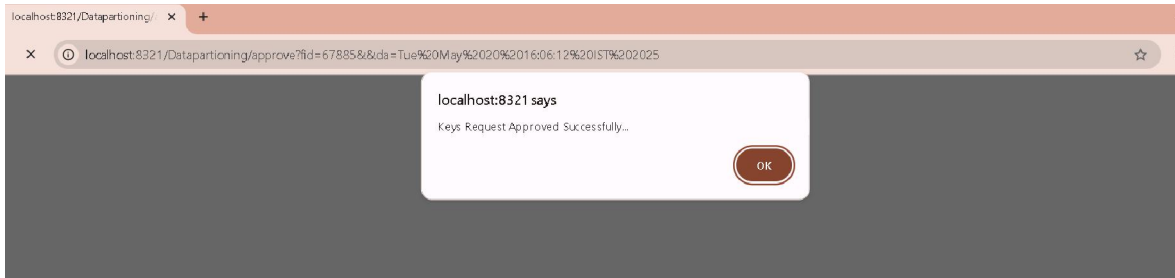 localhost:8321/Datapartioning/
localhost:8321/Datapartioning/approve?fid=67885&&da=Tue%20May%2020%2016:06:12%20IST%202025
localhost:8321 says
Keys Request Approved Successfully...
OK